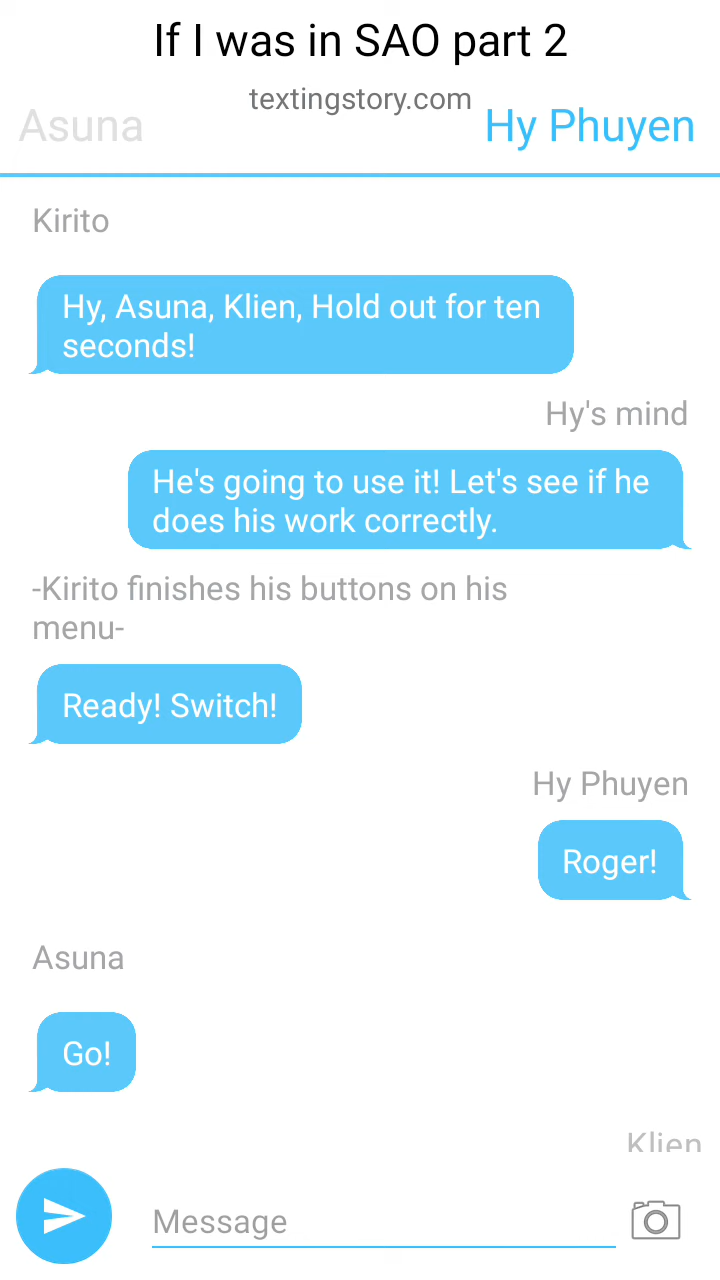 If I was in SAO part 2
textingstory.com
Asuna
Hy Phuyen
Kirito
Hy, Asuna, Klien, Hold out for ten
seconds!
Hy's mind
He's going to use it! Let's see if he
does his work correctly.
-Kirito finishes his buttons on his
menu-
Ready! Switch!
Hy Phuyen
Roger!
Asuna
Go!
Klien
Message